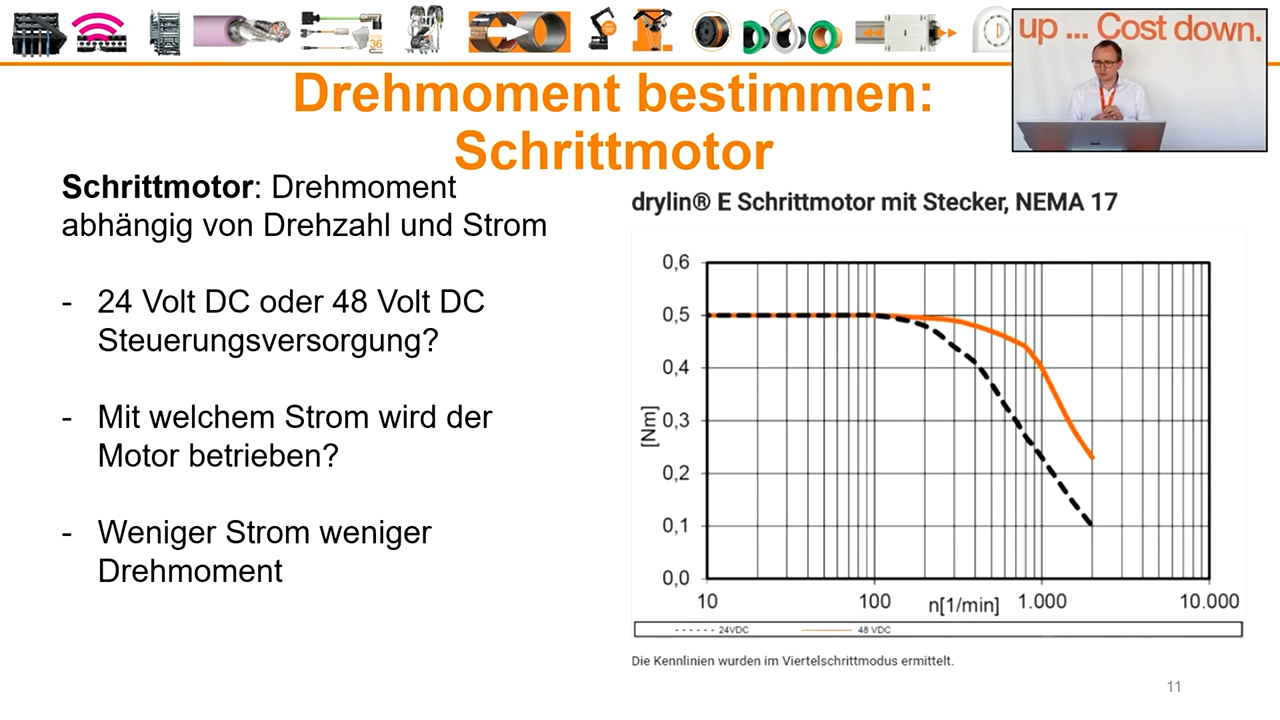 up ... Cost down.
36
Drehmoment bestimmen:
Schrittmotor
Schrittmotor: Drehmoment
abhängig von Drehzahl und Strom
- 24 Volt DC oder 48 Volt DC
Steuerungsversorgung?
- Mit welchem Strom wird der
Motor betrieben?
- Weniger Strom weniger
Drehmoment
drylin® E Schrittmotor mit Stecker, NEMA 17
0,6
0,5
0,4
0,3
0,2
0,1
0,0
[Nm]
10
100
n[1/min]
1.000
10.000
24VDC
48 VDC
Die Kennlinien wurden im Viertelschrittmodus ermittelt.
11